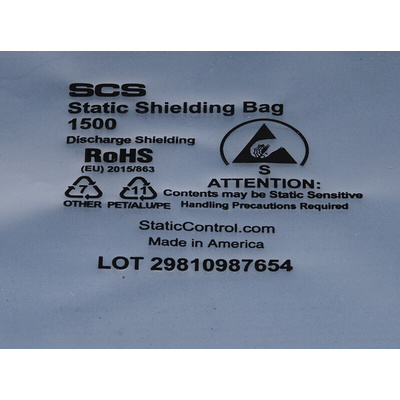 SCS
Static Shielding Bag
1500
Discharge Shielding
RoHS
(EU) 2015/863
7
OTHER
11
PET/ALU/PE
S
ATTENTION:
Contents may be Static Sensitive
Handling Precautions Required
StaticControl.com
Made in America
LOT 29810987654